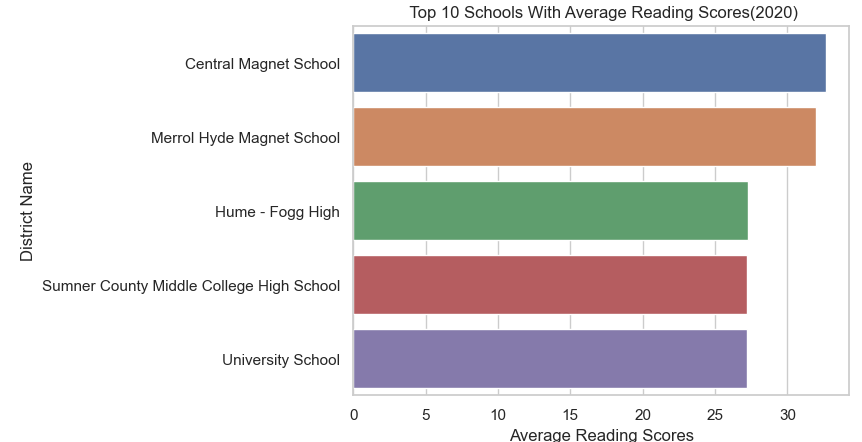 Top 10 Schools With Average Reading Scores(2020)
District Name
Central Magnet School
Merrol Hyde Magnet School
Hume - Fogg High
Sumner County Middle College High School
University School
0 5 10 15 20 25 30
Average Reading Scores